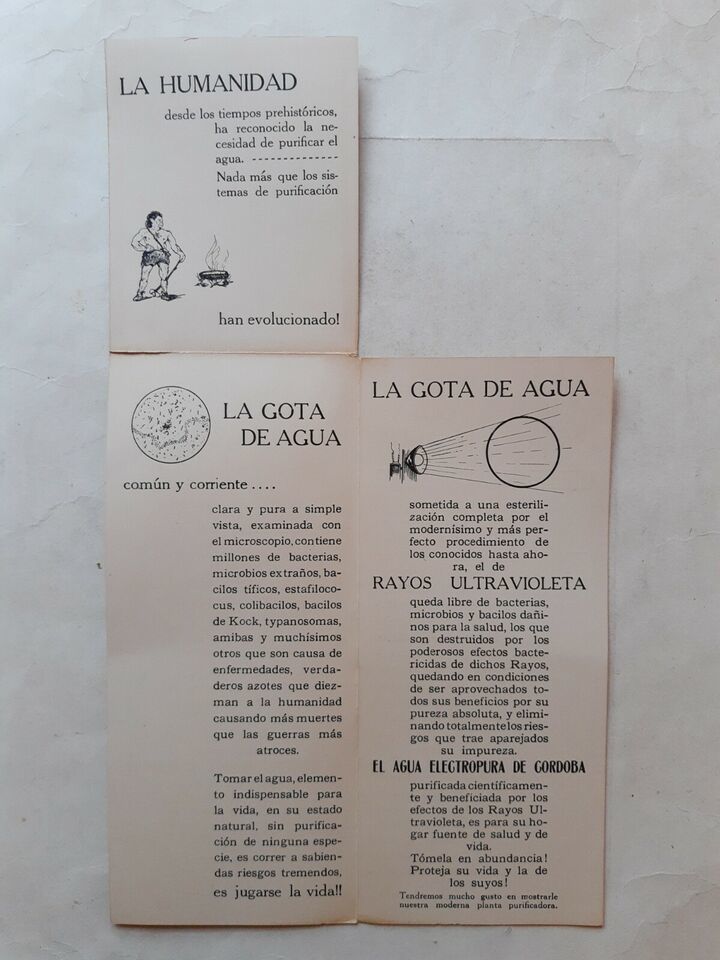 LA HUMANIDAD
desde los tiempos prehistóricos,
ha reconocido la ne-
cesidad de purificar el
agua. --------------
Nada más que los sis-
temas de purificación
han evolucionado!
LA GOTA
DE AGUA
común y corriente . . . .
clara y pura a simple
vista, examinada con
el microscopio, contiene
millones de bacterias,
microbios extraños, ba-
cilos tíficos, estafiloco-
cus, colibacilos, bacilos
de Kock, typanosomas,
amibas y muchísimos
otros que son causa de
enfermedades, verda-
deros azotes que diez-
man a la humanidad
causando más muertes
que las guerras más
atroces.
Tomar el agua, elemen-
to indispensable para
la vida, en su estado
natural, sin purifica-
ción de ninguna espe-
cie, es correr a sabien-
das riesgos tremendos,
es jugarse la vida!!
LA GOTA DE AGUA
sometida a una esterili-
zación completa por el
modernísimo y más per-
fecto procedimiento de
los conocidos hasta aho-
ra, el de
RAYOS ULTRAVIOLETA
queda libre de bacterias,
microbios y bacilos dañi-
nos para la salud, los que
son destruidos por los
poderosos efectos bacte-
ricidas de dichos Rayos,
quedando en condiciones
de ser aprovechados to-
dos sus beneficios por su
pureza absoluta, y elimi-
nando totalmente los ries-
gos que trae aparejados
su impureza.
EL AGUA ELECTROPURA DE CORDOBA
purificada científicamen-
te y beneficiada por los
efectos de los Rayos Ul-
travioleta, es para su ho-
gar fuente de salud y de
vida.
Tómela en abundancia!
Proteja su vida y la de
los suyos!
Tendremos mucho gusto en mostrarle
nuestra moderna planta purificadora.